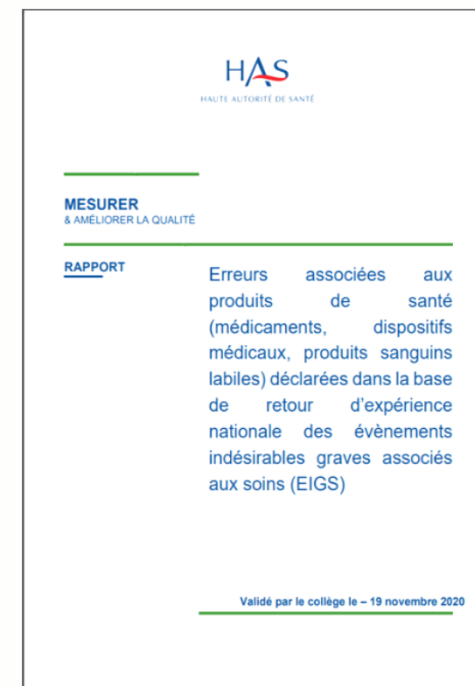 HAS
HAUTE AUTORITÉ DE SANTÉ
MESURER
& AMÉLIORER LA QUALITÉ
RAPPORT
Erreurs associées aux
produits de santé
(médicaments, dispositifs
médicaux, produits sanguins
labiles) déclarées dans la base
de retour d’expérience
nationale des évènements
indésirables graves associés
aux soins (EIGS)
Validé par le collège le – 19 novembre 2020